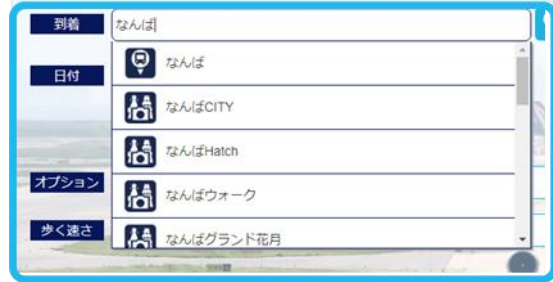 到着 なんば
なんば
日付
なんばCITY
なんばHatch
オプション
なんばウォーク
歩く速さ
なんばグランド花月